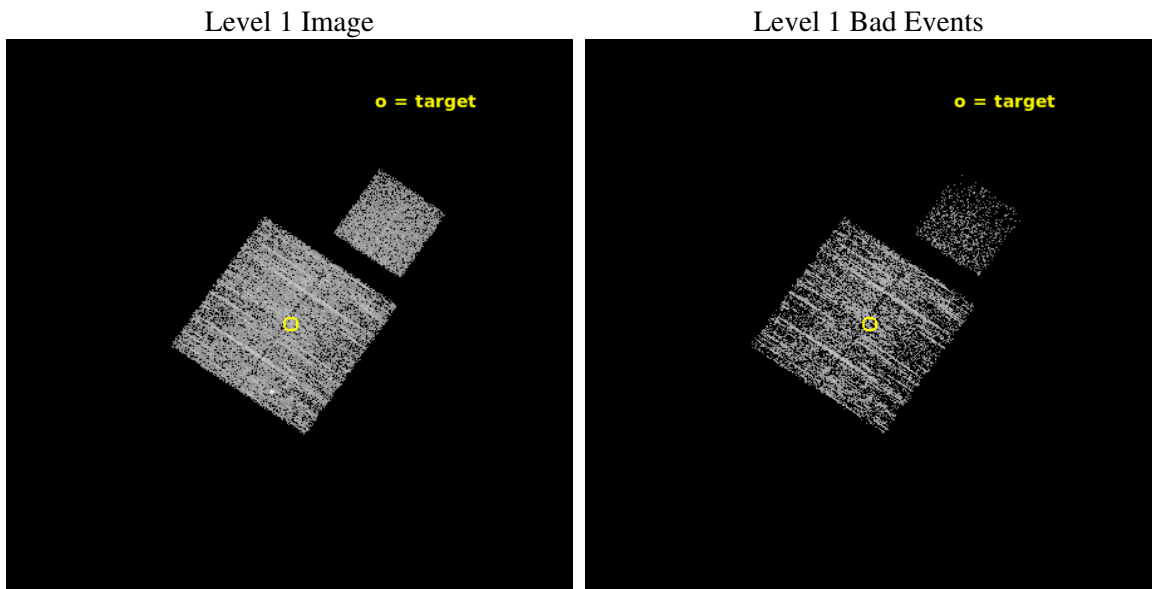 Level 1 Image
Level 1 Bad Events
o = target
o = target